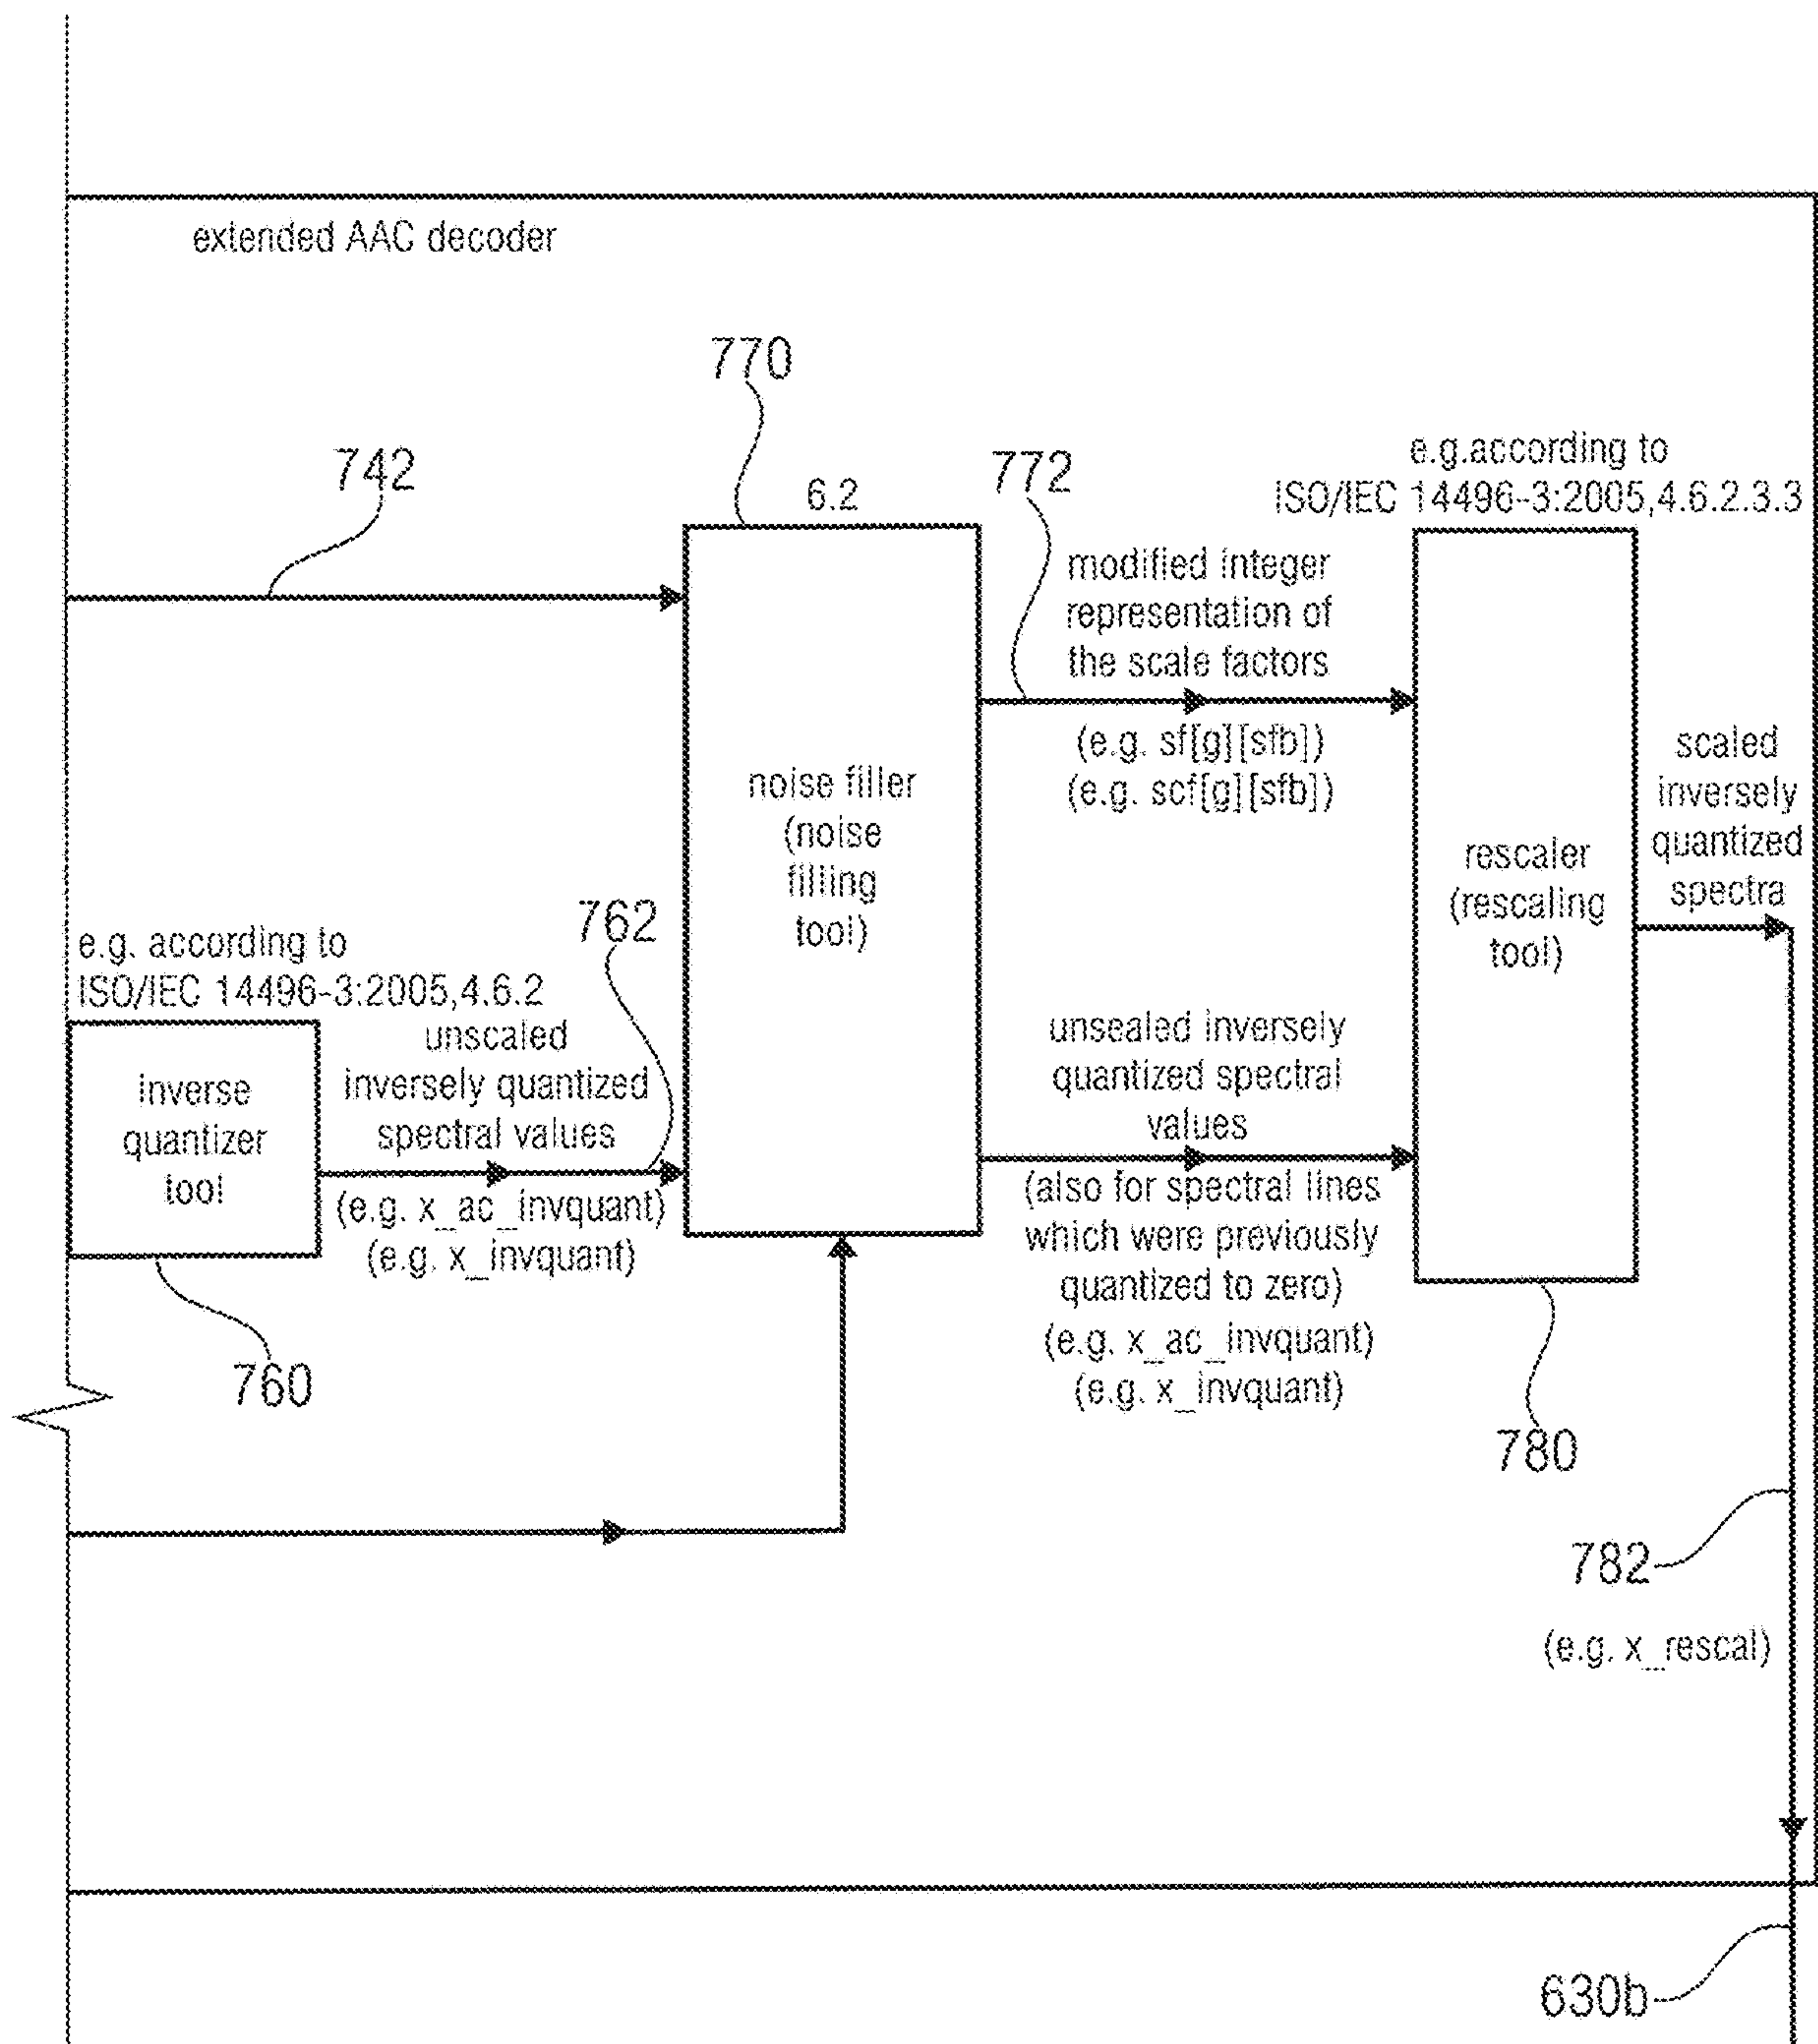 extended AAC decoder
770
742
6.2
772
e.g.according to
ISO/IEC 14496-3:2005,4.6.2.3.3
modified integer
representation of
the scale factors
(e.g. sf[g][sfb])
(e.g. scf[g][sfb])
noise filler
(noise
filling
tool)
rescaler
(rescaling
tool)
scaled
inversely
quantized
spectra
762
e.g. according to
ISO/IEC 14496-3:2005,4.6.2
inverse
quantizer
tool
unscaled
inversely quantized
spectral values
(e.g. x_ac_invquant)
(e.g. x_invquant)
unsealed inversely
quantized spectral
values
(also for spectral lines
which were previously
quantized to zero)
(e.g. x_ac_invquant)
(e.g. x_invquant)
760
780
782
(e.g. x_rescal)
630b